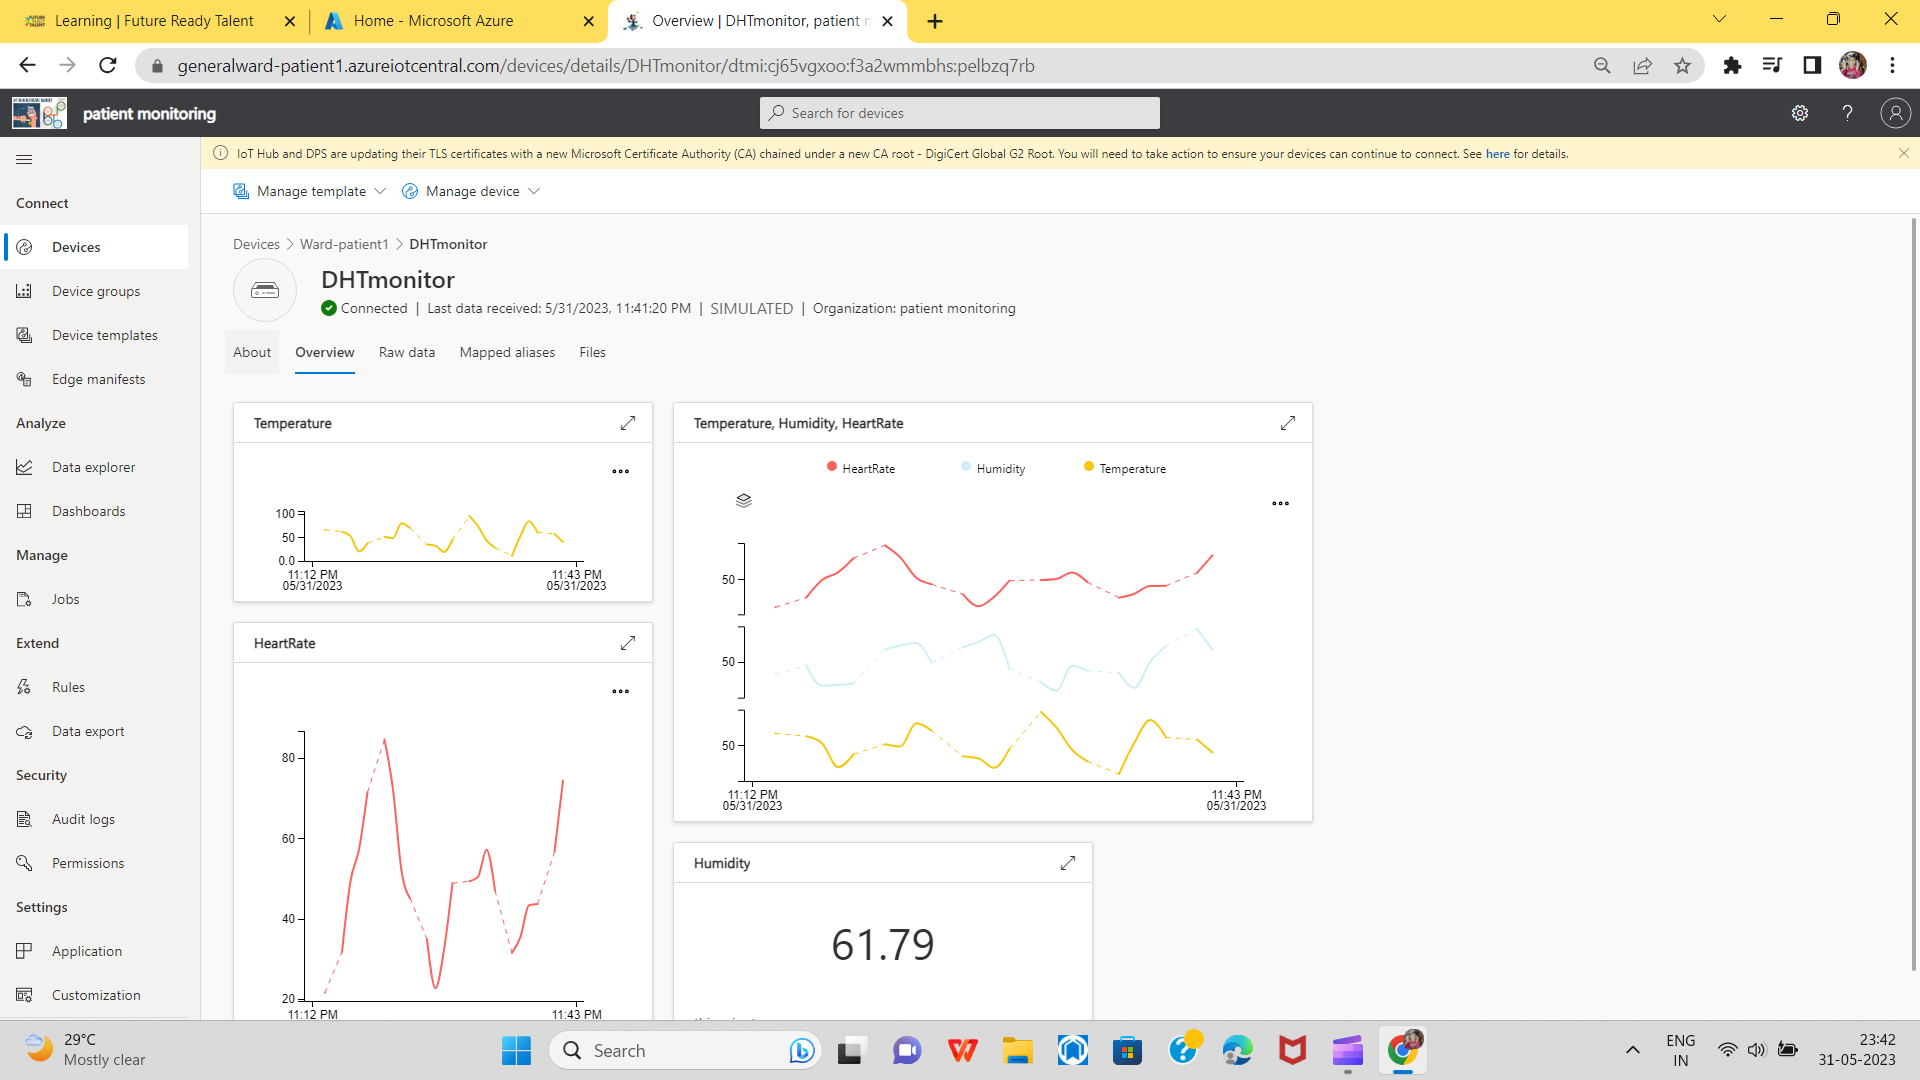 Learning | Future Ready Talent
Home - Microsoft Azure
Overview | DHTmonitor, patient
generalward-patient1.azureiotcentral.com/devices/details/DHTmonitor/dtmi:cj65vgxoo:f3a2wmmbhs:pelbzq7rb
patient monitoring
Search for devices
IoT Hub and DPS are updating their TLS certificates with a new Microsoft Certificate Authority (CA) chained under a new CA root - DigiCert Global G2 Root. You will need to take action to ensure your devices can continue to connect. See here for details.
Manage template
Manage device
Connect
Devices
Device groups
Device templates
Edge manifests
Analyze
Data explorer
Dashboards
Manage
Jobs
Extend
Rules
Data export
Security
Audit logs
Permissions
Settings
Application
Customization
Devices > Ward-patient1 > DHTmonitor
DHTmonitor
Connected | Last data received: 5/31/2023, 11:41:20 PM | SIMULATED | Organization: patient monitoring
About Overview Raw data Mapped aliases Files
Temperature
100
50
0.0
11:12 PM 11:43 PM
05/31/2023 05/31/2023
Temperature, Humidity, HeartRate
HeartRate Humidity Temperature
50
50
50
11:12 PM 11:43 PM
05/31/2023 05/31/2023
HeartRate
80
60
40
20
11:12 PM 11:43 PM
Humidity
61.79
29°C
Mostly clear
Search
ENG
IN
23:42
31-05-2023